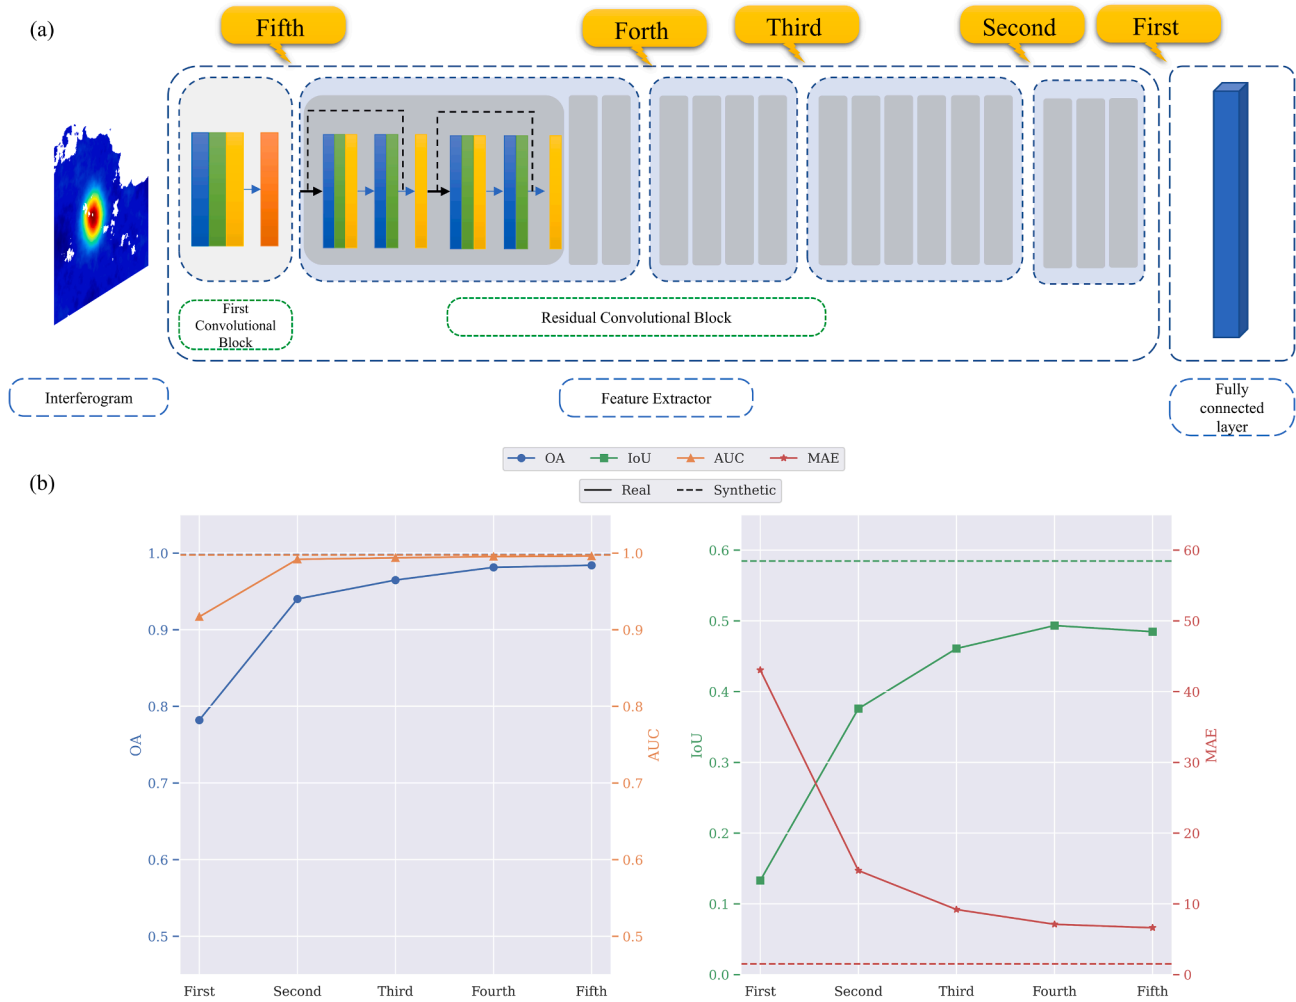 (a)
Fifth
Forth
Third
Second
First
First
Convolutional
Block
Residual Convolutional Block
Interferogram
Feature Extractor
Fully
connected
layer
OA IoU AUC MAE
(b)
Real Synthetic
1.0
0.9
0.8
0.7
0.6
0.5
OA
1.0
0.9
0.8
0.7
0.6
0.5
AUC
First Second Third Fourth Fifth
0.6
0.5
0.4
0.3
0.2
0.1
0.0
IoU
60
50
40
30
20
10
0
MAE
First Second Third Fourth Fifth